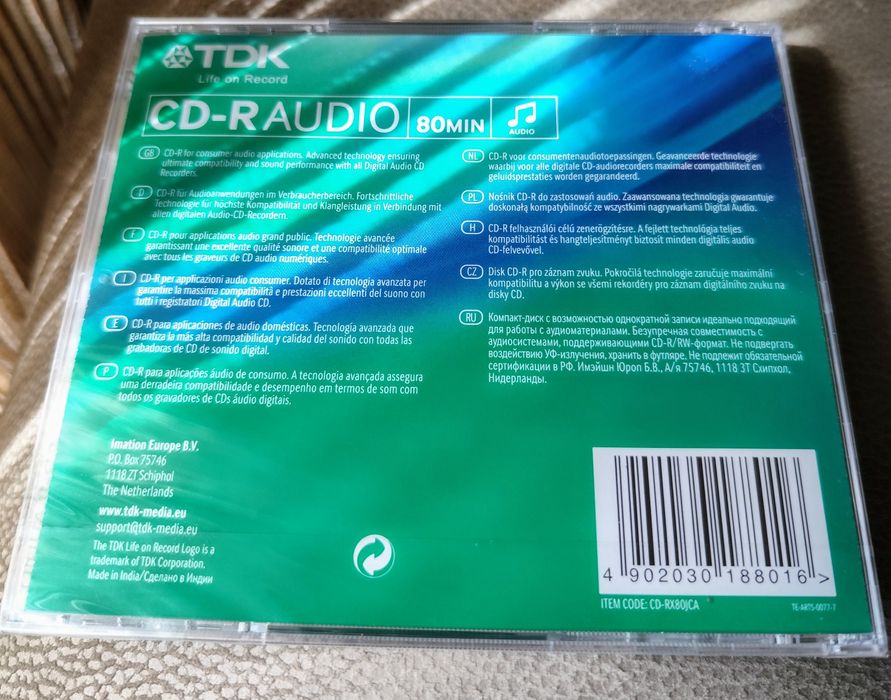 TDK
Life on Record
CD-R AUDIO 80MIN AUDIO
GB CD-R for consumer audio applications. Advanced technology ensuring
ultimate compatibility and sound performance with all Digital Audio CD
Recorders.
D CD-R für Audioanwendungen im Verbraucherbereich. Fortschrittliche
Technologie für höchste Kompatibilität und Klangleistung in Verbindung mit
allen digitalen Audio-CD-Recordern.
F CD-R pour applications audio grand public. Technologie avancée
garantissant une excellente qualité sonore et une compatibilité optimale
avec tous les graveurs de CD audio numériques.
I CD-R per applicazioni audio consumer. Dotato di tecnologia avanzata per
garantire la massima compatibilità e prestazioni eccellenti del suono con
tutti i registratori Digital Audio CD.
E CD-R para aplicaciones de audio domésticas. Tecnología avanzada que
garantiza la más alta compatibilidad y calidad del sonido con todas las
grabadoras de CD de sonido digital.
P CD-R para aplicações áudio de consumo. A tecnologia avançada assegura
uma derradeira compatibilidade e desempenho em termos de som com
todos os gravadores de CDs áudio digitais.
NL CD-R voor consumentenaudiotoepassingen. Geavanceerde technologie
waarbij voor alle digitale CD-audiorecorders maximale compatibiliteit en
geluidsprestaties worden gegarandeerd.
PL Nośnik CD-R do zastosowań audio. Zaawansowana technologia gwarantuje
doskonałą kompatybilność ze wszystkimi nagrywarkami Digital Audio.
H CD-R felhasználói célú zenerögzítésre. A fejlett technológia teljes
kompatibilitást és hangteljesítményt biztosít minden digitális audio
CD-felvevővel.
CZ Disk CD-R pro záznam zvuku. Pokročilá technologie zaručuje maximální
kompatibilitu a výkon se všemi rekordéry pro záznam digitálního zvuku na
disky CD.
RU Компакт-диск с возможностью однократной записи идеально подходящий
для работы с аудиоматериалами. Безупречная совместимость с
аудиосистемами, поддерживающими CD-R/RW-формат. Не подвергать
воздействию УФ-излучения, хранить в футляре. Не подлежит обязательной
сертификации в РФ. Имэйшн Юроп Б.В., А/я 75746, 1118 ЗТ Схипхол,
Нидерланды.
Imation Europe B.V.
P.O. Box 75746
1118 ZT Schiphol
The Netherlands
www.tdk-media.eu
support@tdk-media.eu
The TDK Life on Record Logo is a
trademark of TDK Corporation.
Made in India/Сделано в Индии
4 902030 188016 >
ITEM CODE: CD-RX80JCA
TE-ARTS-0077-7